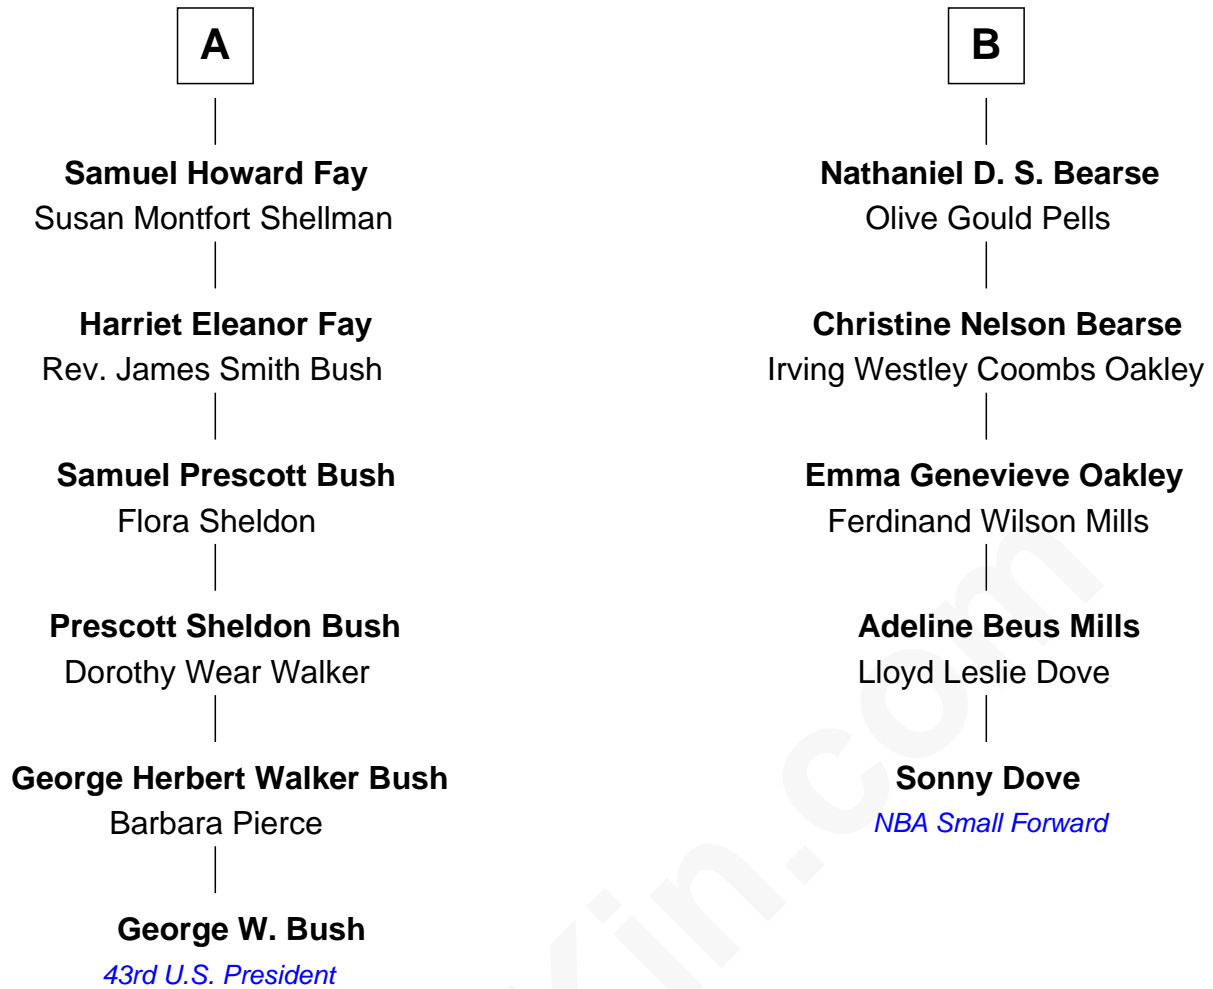 A
Samuel Howard Fay
Susan Montfort Shellman
Harriet Eleanor Fay
Rev. James Smith Bush
Samuel Prescott Bush
Flora Sheldon
Prescott Sheldon Bush
Dorothy Wear Walker
George Herbert Walker Bush
Barbara Pierce
George W. Bush
43rd U.S. President
B
Nathaniel D. S. Bearse
Olive Gould Pells
Christine Nelson Bearse
Irving Westley Coombs Oakley
Emma Genevieve Oakley
Ferdinand Wilson Mills
Adeline Beus Mills
Lloyd Leslie Dove
Sonny Dove
NBA Small Forward
Kin.com